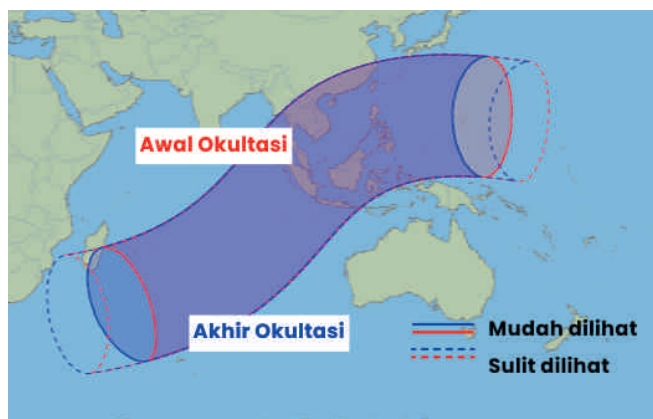 Awal Okultasi
Akhir Okultasi
Mudah dilihat
Sulit dilihat